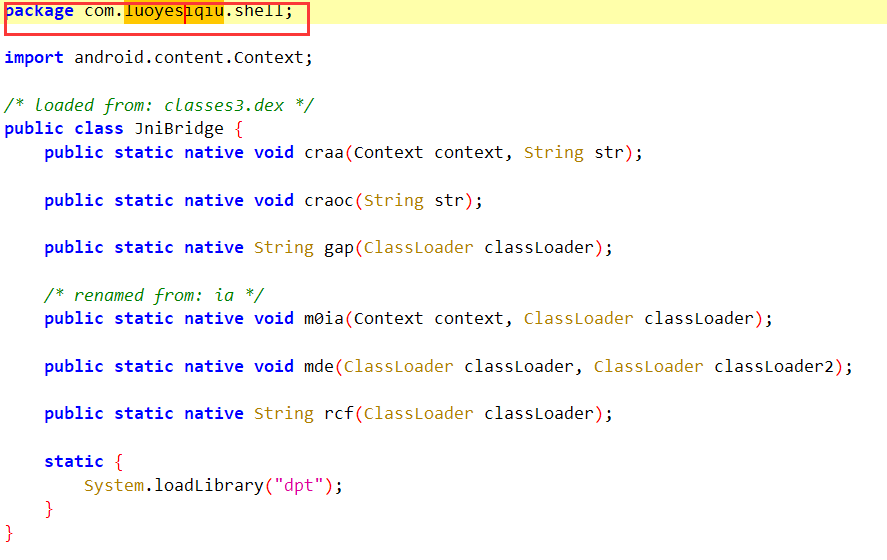 package com.luoyesiqiu.shell;
import android.content.Context;
/* loaded from: classes3.dex */
public class JniBridge {
public static native void craa(Context context, String str);
public static native void craoc(String str);
public static native String gap(ClassLoader classLoader);
/* renamed from: ia */
public static native void m0ia(Context context, ClassLoader classLoader);
public static native void mde(ClassLoader classLoader, ClassLoader classLoader2);
public static native String rcf(ClassLoader classLoader);
static {
System.loadLibrary("dpt");
}
}